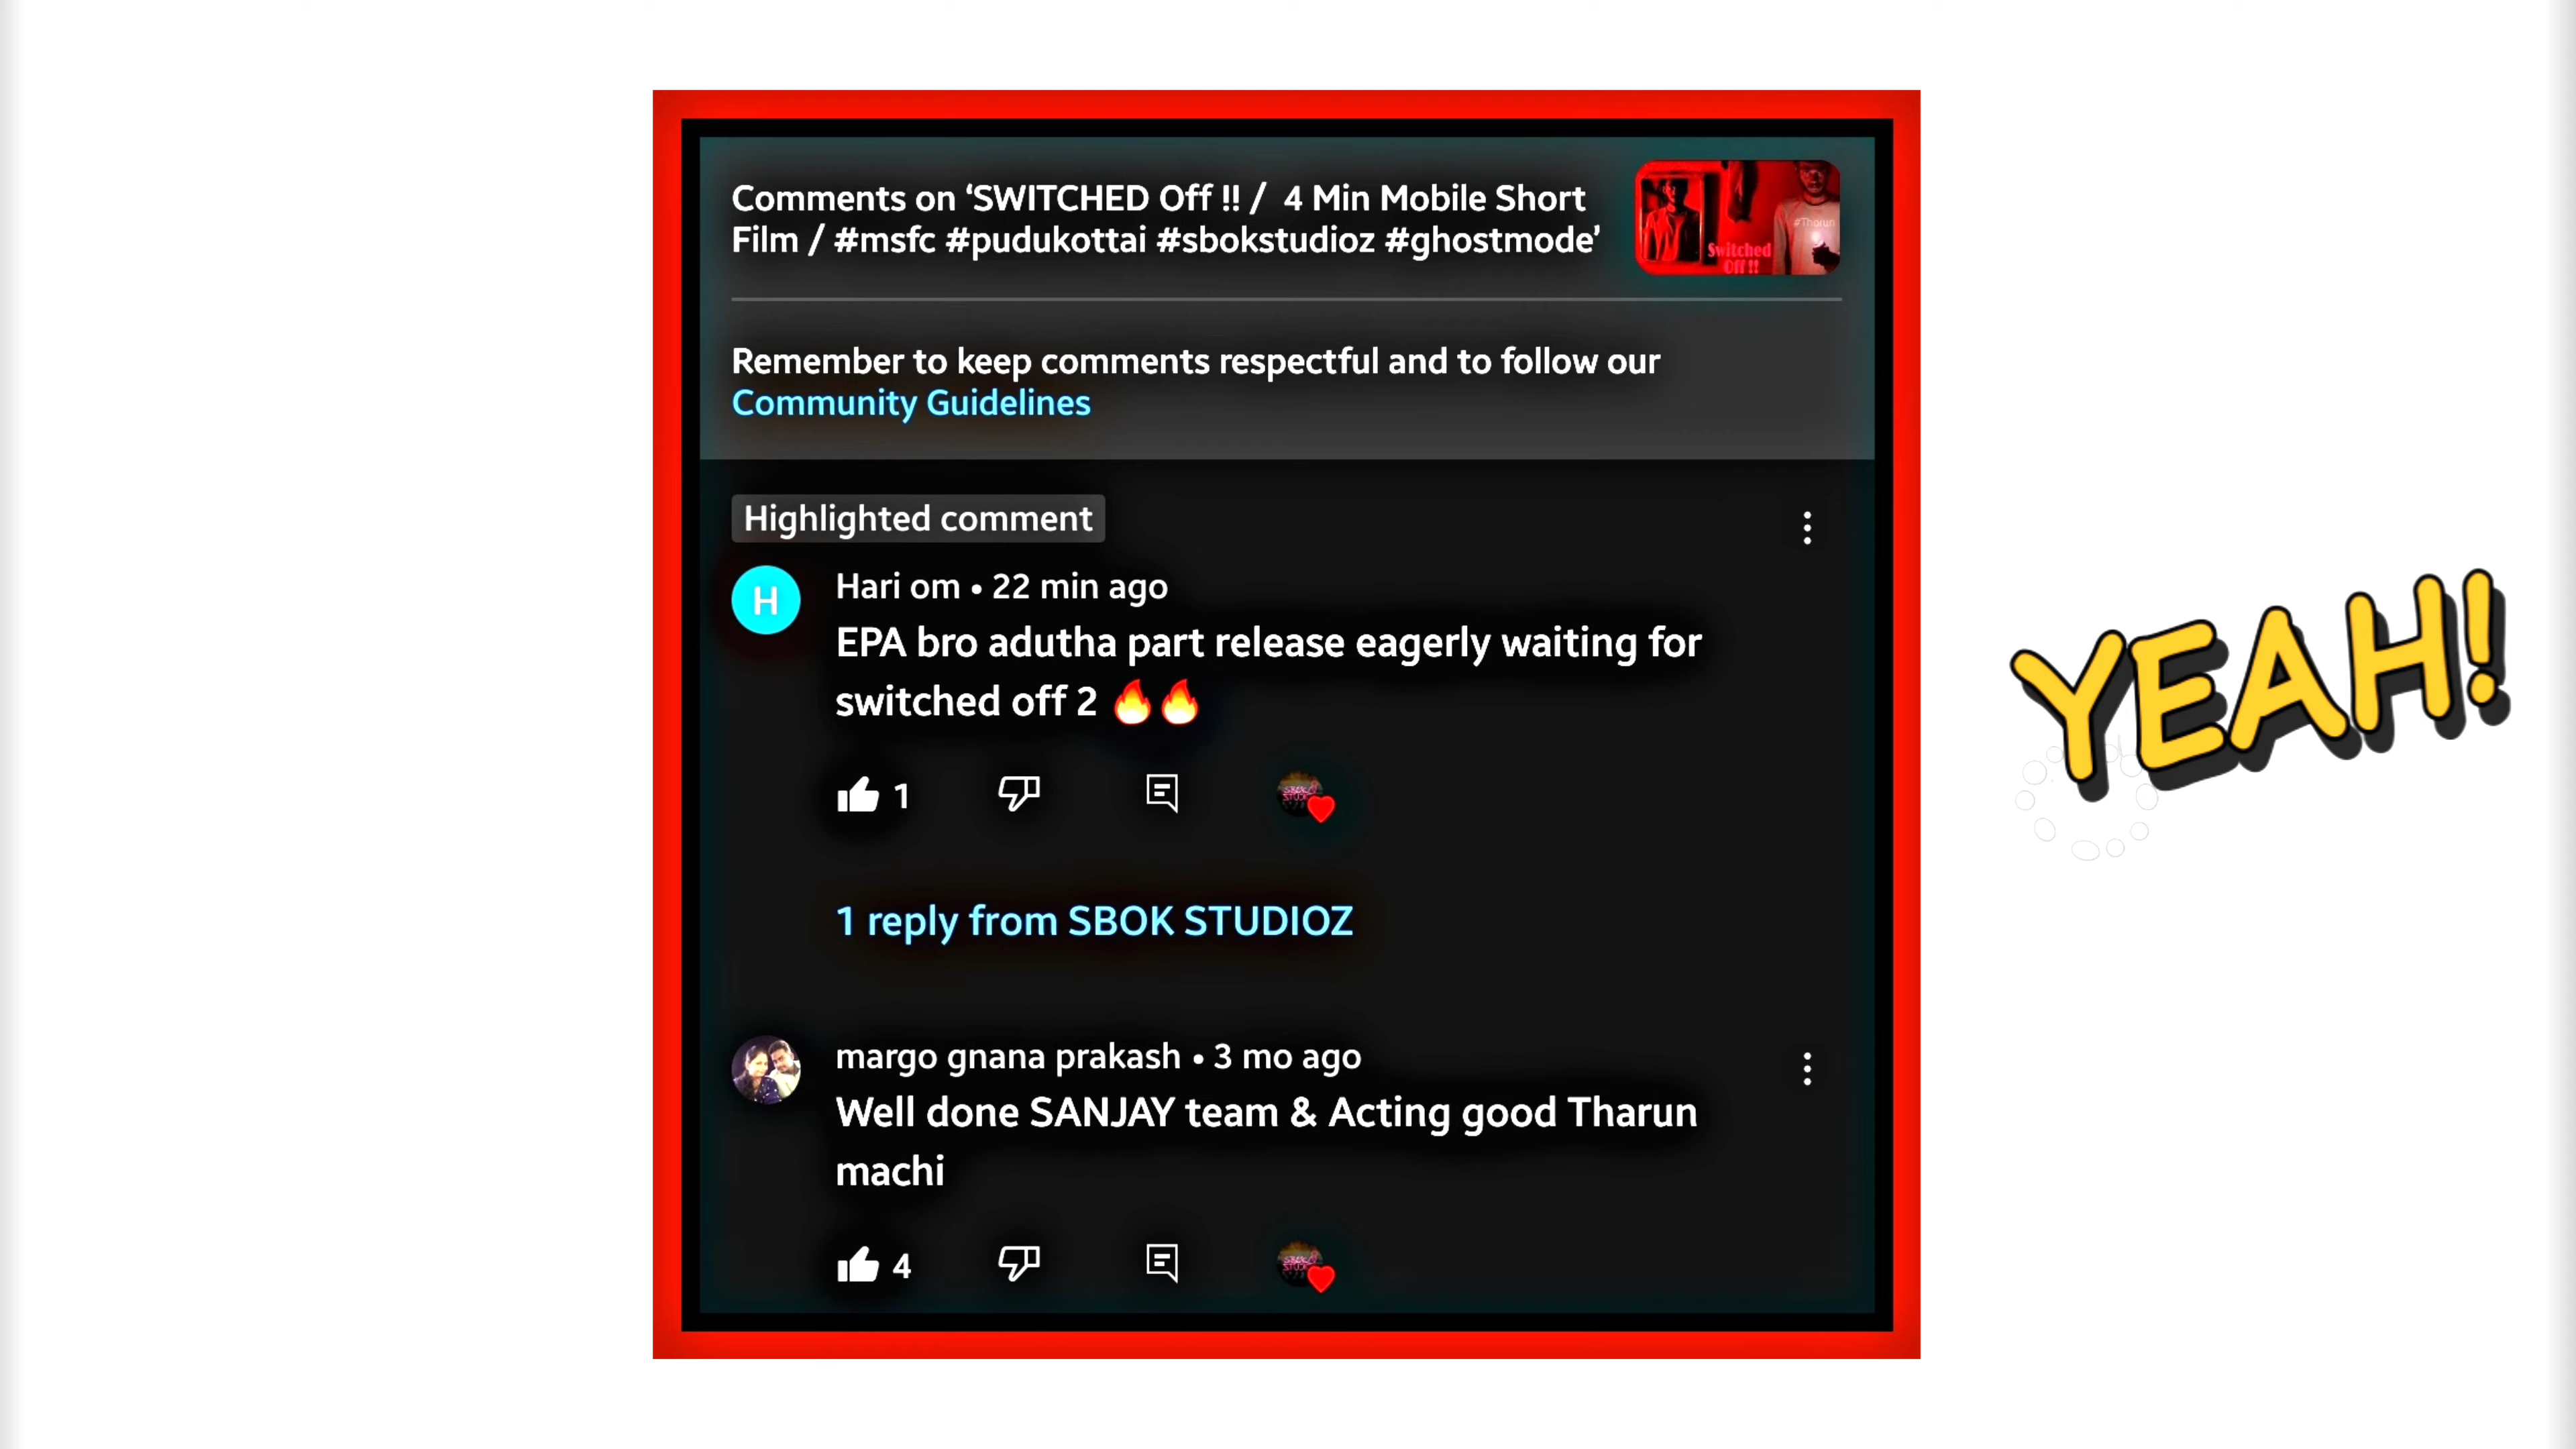 Comments on ‘SWITCHED Off !! / 4 Min Mobile Short
Film / #msfc #pudukottai #sbokstudioz #ghostmode’
#Tharun
Switched
Off !!
Remember to keep comments respectful and to follow our
Community Guidelines
Highlighted comment
H
Hari om • 22 min ago
EPA bro adutha part release eagerly waiting for
switched off 2 🔥🔥
1
1 reply from SBOK STUDIOZ
margo gnana prakash • 3 mo ago
Well done SANJAY team & Acting good Tharun
machi
4
YEAH!